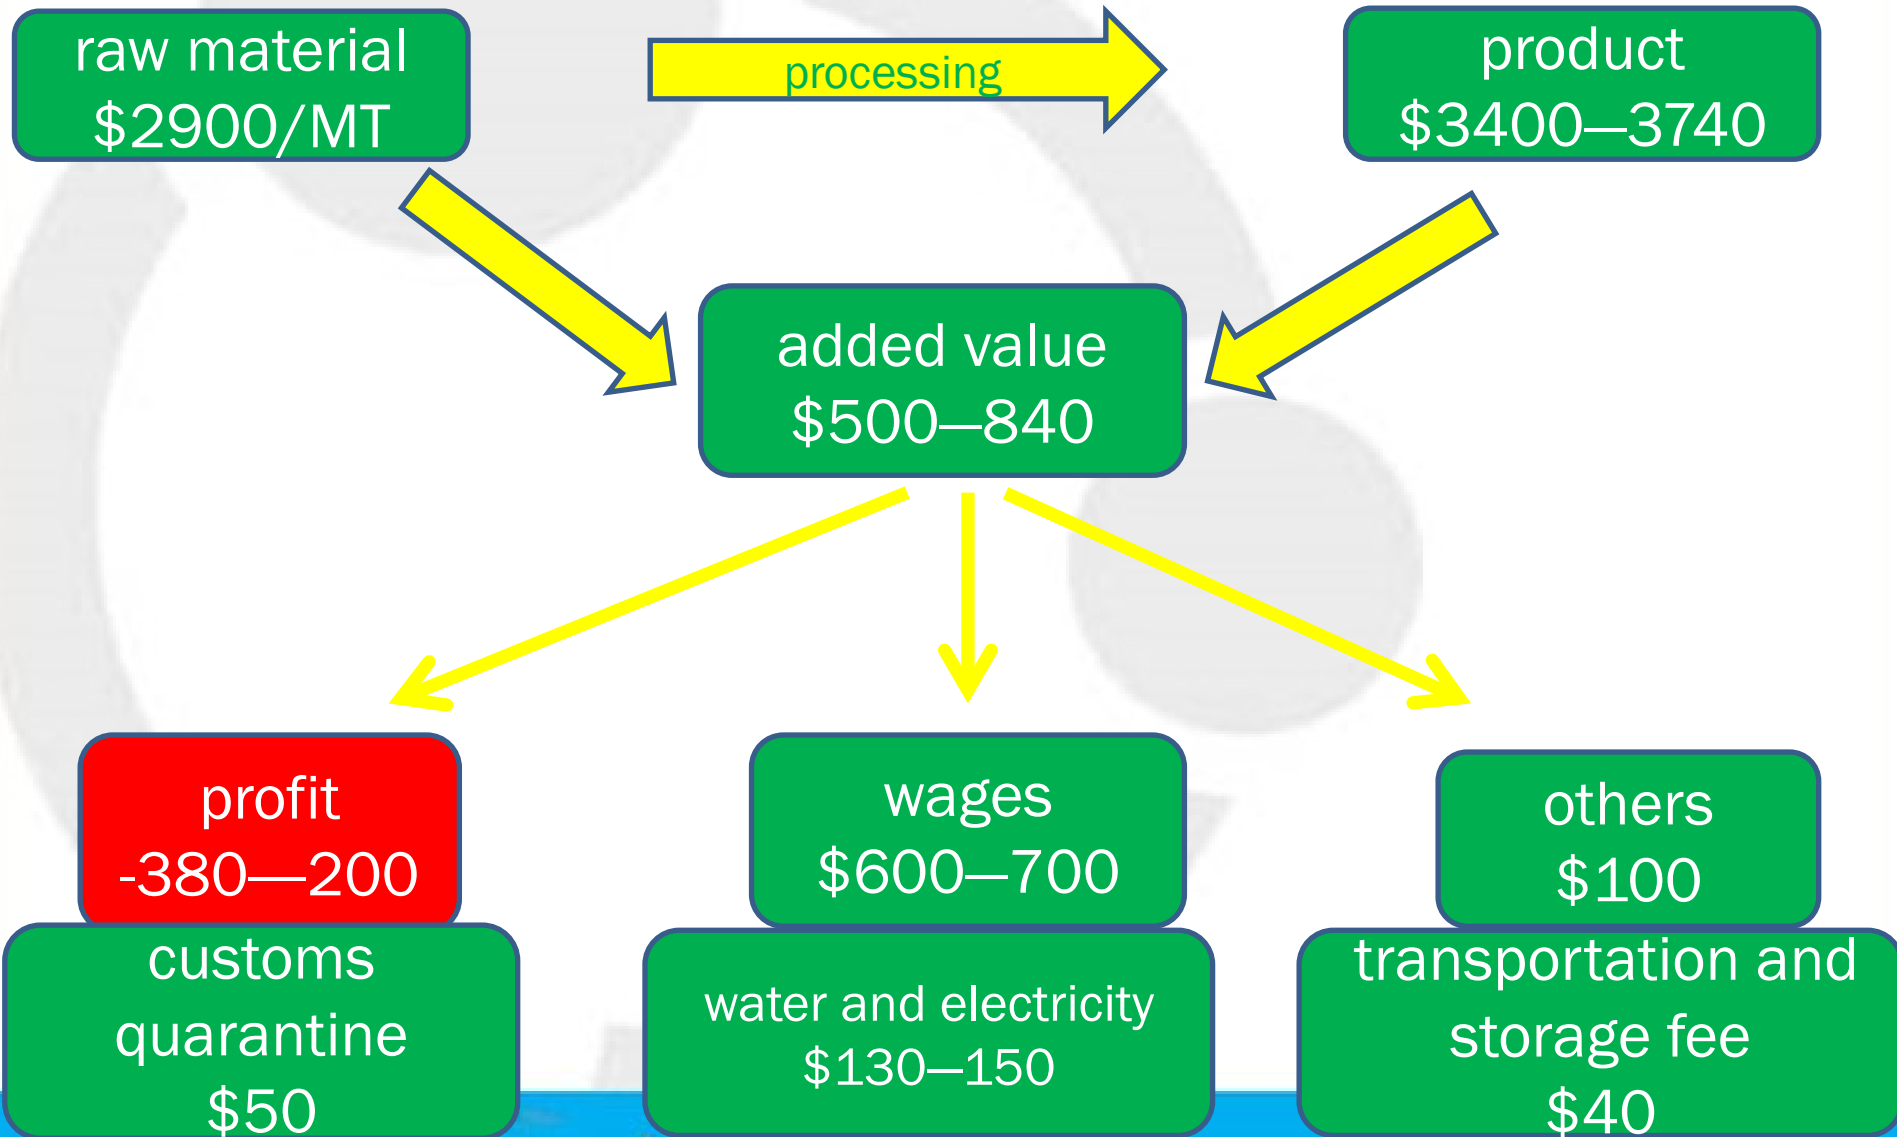 raw material
$2900/MT
processing
product
$3400—3740
added value
$500—840
profit
-380—200
wages
$600—700
others
$100
customs
quarantine
$50
water and electricity
$130—150
transportation and
storage fee
$40